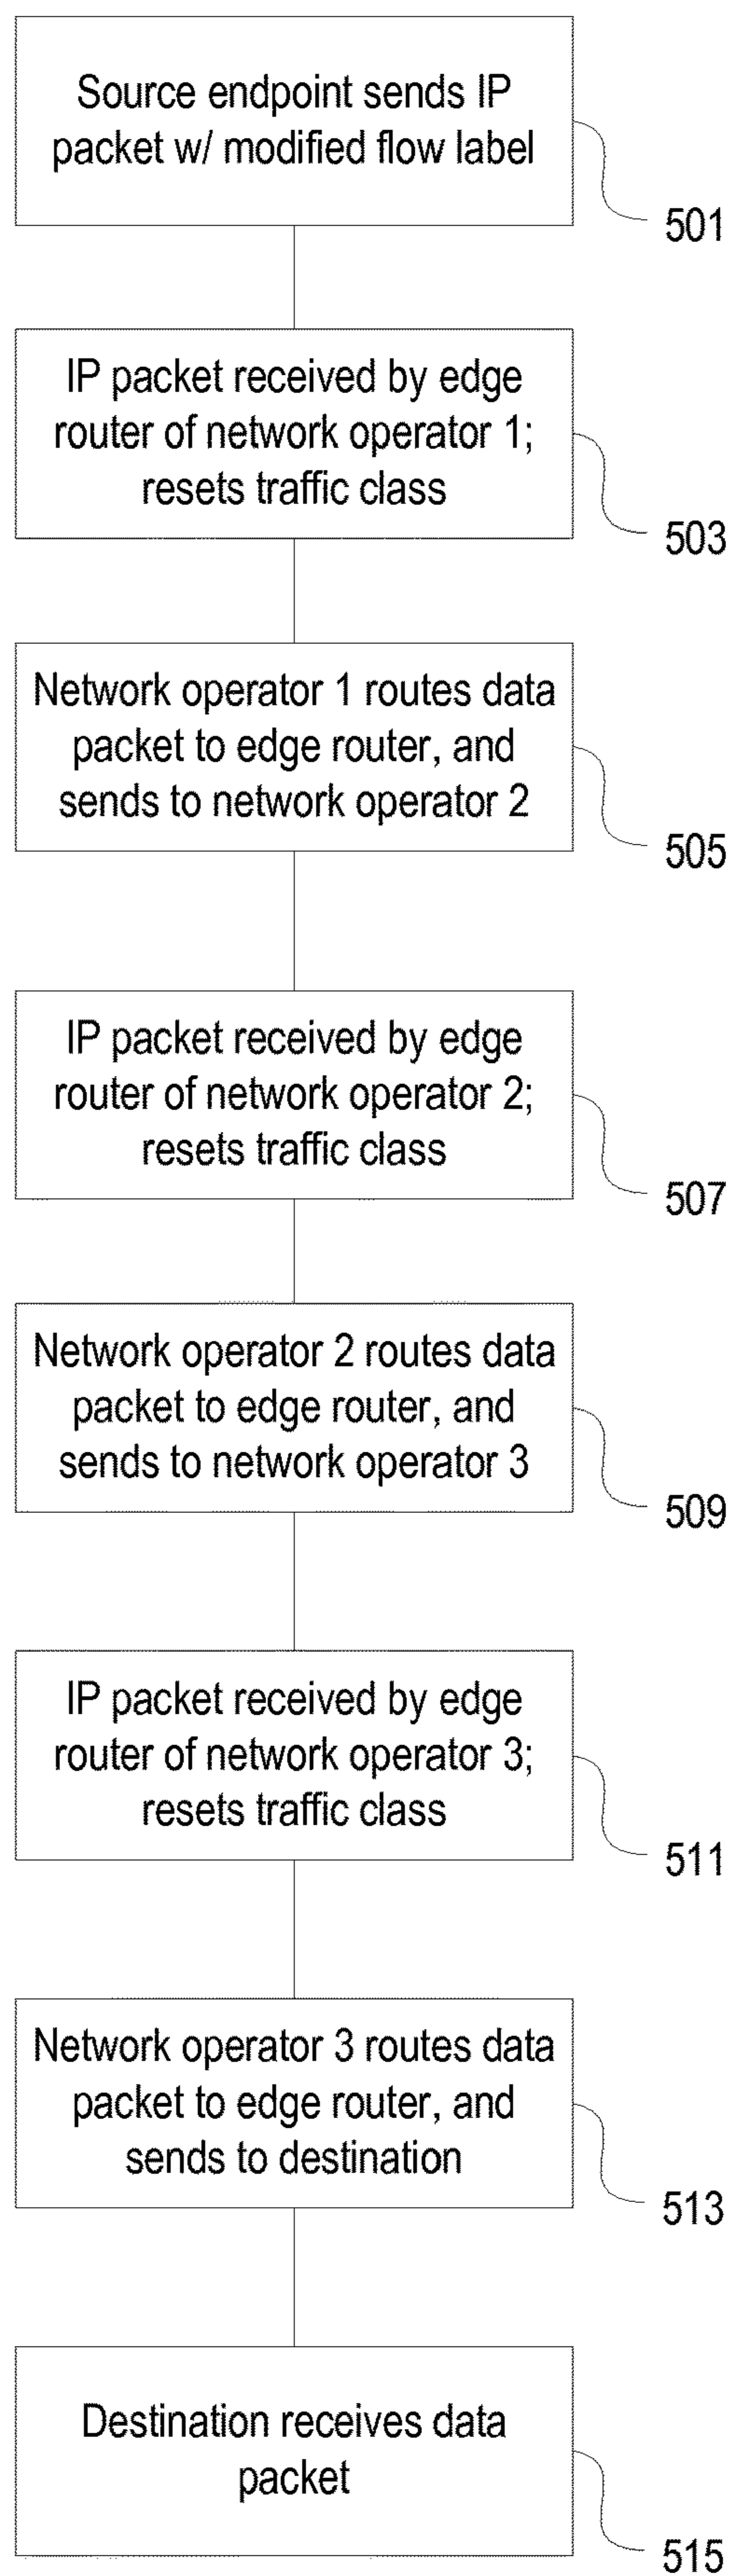 Source endpoint sends IP
packet w/ modified flow label
501
IP packet received by edge
router of network operator 1;
resets traffic class
503
Network operator 1 routes data
packet to edge router, and
sends to network operator 2
505
IP packet received by edge
router of network operator 2;
resets traffic class
507
Network operator 2 routes data
packet to edge router, and
sends to network operator 3
509
IP packet received by edge
router of network operator 3;
resets traffic class
511
Network operator 3 routes data
packet to edge router, and
sends to destination
513
Destination receives data
packet
515